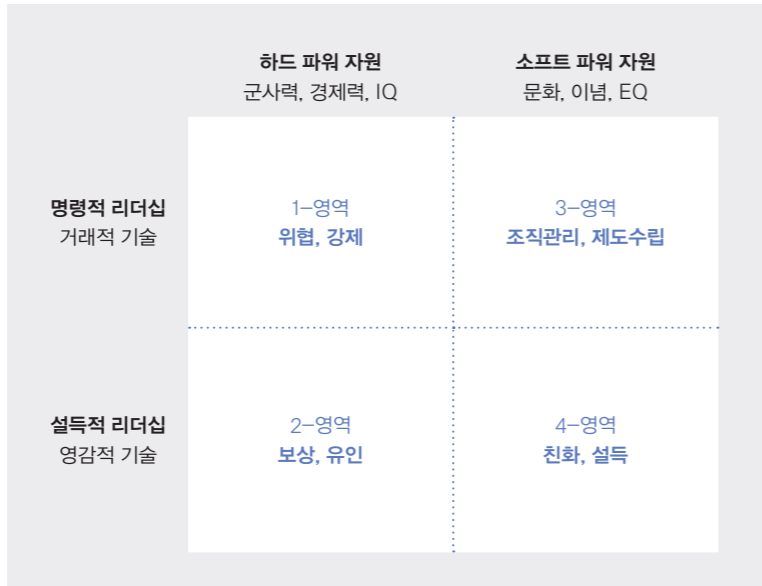 하드 파워 자원
군사력, 경제력, IQ
소프트 파워 자원
문화, 이념, EQ
명령적 리더십
거래적 기술
1–영역
위협, 강제
3–영역
조직관리, 제도수립
설득적 리더십
영감적 기술
2–영역
보상, 유인
4–영역
친화, 설득